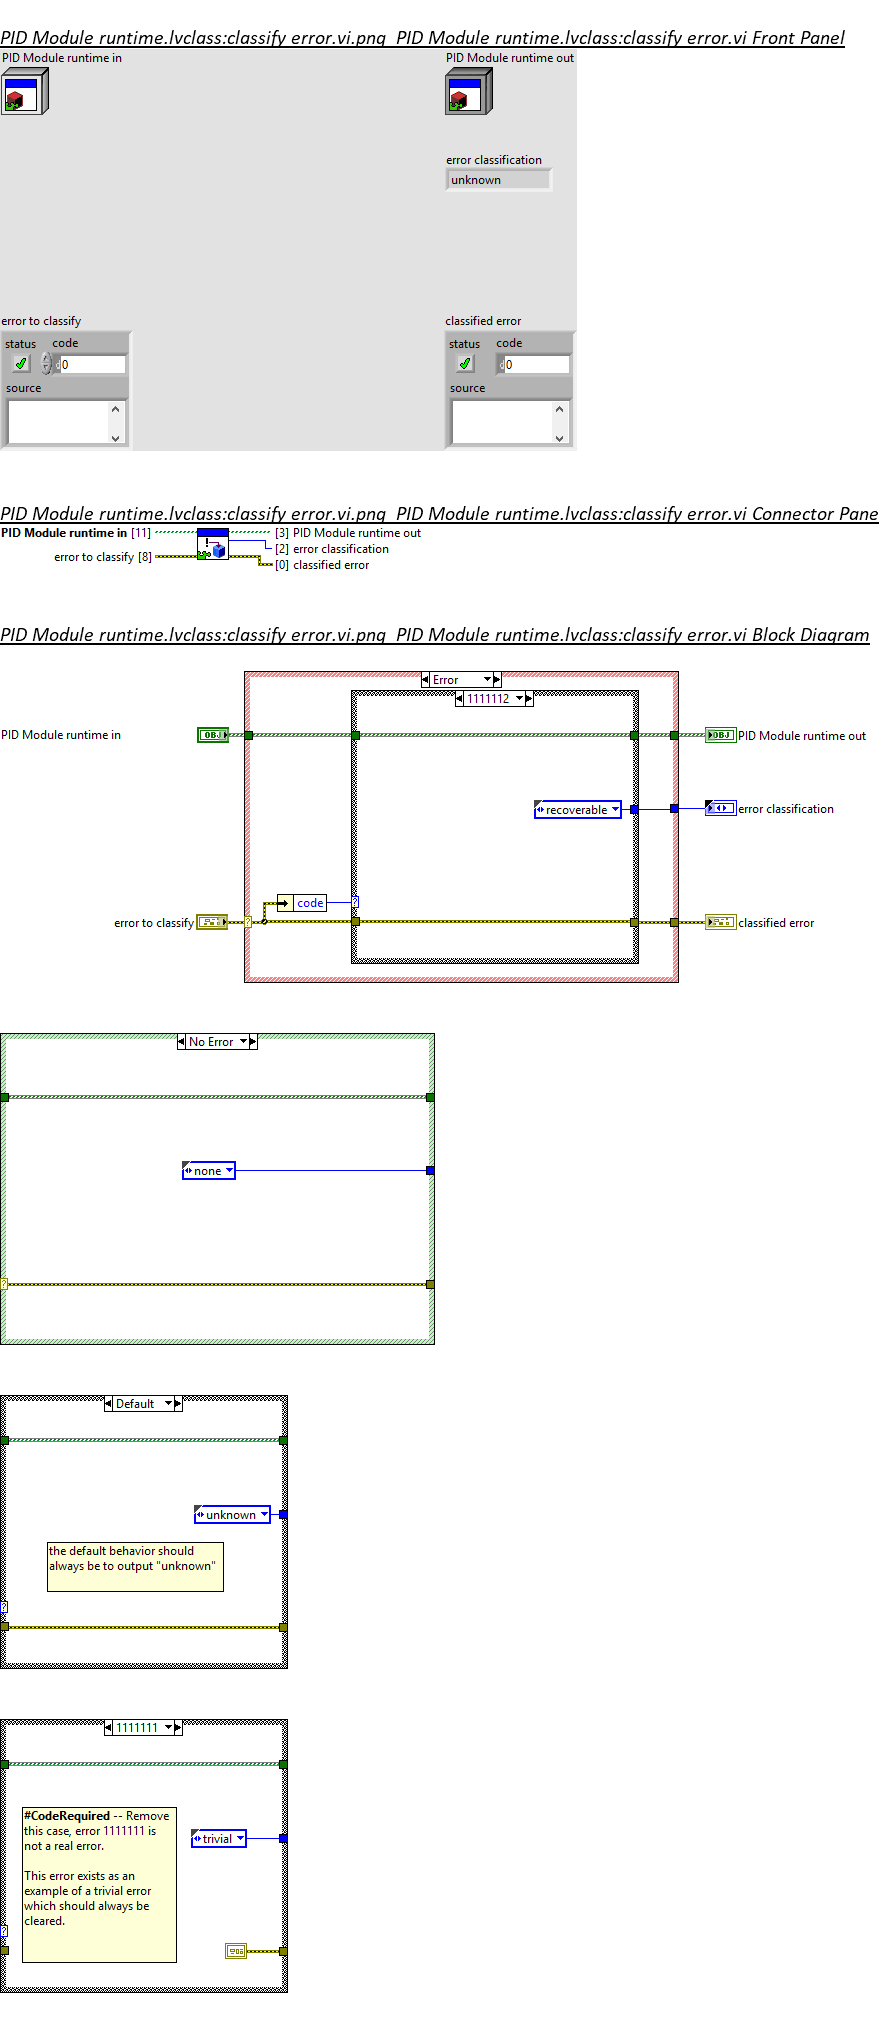 PID Module runtime.lvclass:classify error.vi.png  PID Module runtime.lvclass:classify error.vi Front Panel
PID Module runtime in
PID Module runtime out
error classification
unknown
error to classify
classified error
status
code
status
code
d
0
d
0
source
source
PID Module runtime.lvclass:classify error.vi.png  PID Module runtime.lvclass:classify error.vi Connector Pane
PID Module runtime in [11]
[3] PID Module runtime out
[2] error classification
error to classify [8]
[0] classified error
PID Module runtime.lvclass:classify error.vi.png  PID Module runtime.lvclass:classify error.vi Block Diagram
Error
1111112
PID Module runtime in
OBJ
OBJ
PID Module runtime out
recoverable
error classification
code
?
error to classify
?
classified error
No Error
none
?
Default
unknown
the default behavior should
always be to output "unknown"
?
1111111
#CodeRequired -- Remove
this case, error 1111111 is
not a real error.
trivial
This error exists as an
example of a trivial error
which should always be
cleared.
?